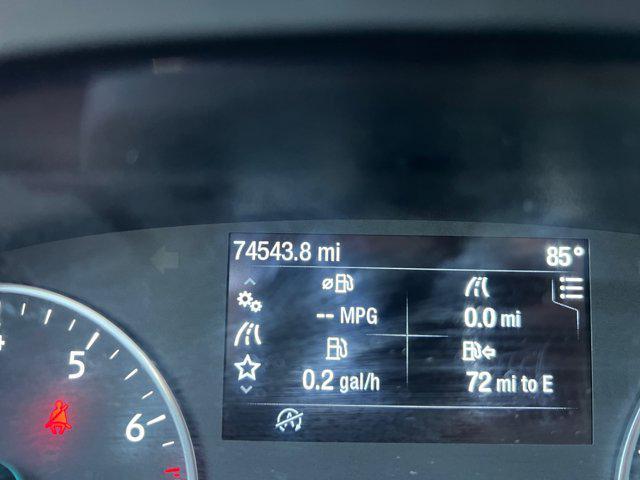 74543.8 mi 85°
-- MPG 0.0 mi
0.2 gal/h 72 mi to E
5
6